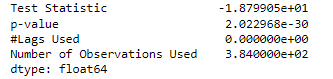 Test Statistic -1.879905e+01
p-value 2.022968e-30
#Lags Used 0.000000e+00
Number of Observations Used 3.840000e+02
dtype: float64